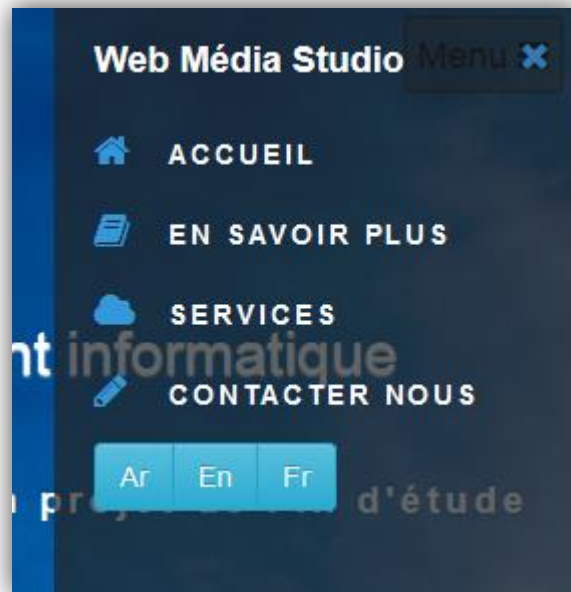 Web Média Studio Menu
ACCUEIL
EN SAVOIR PLUS
SERVICES
nt informatique
CONTACTER NOUS
Ar En Fr
d'étude